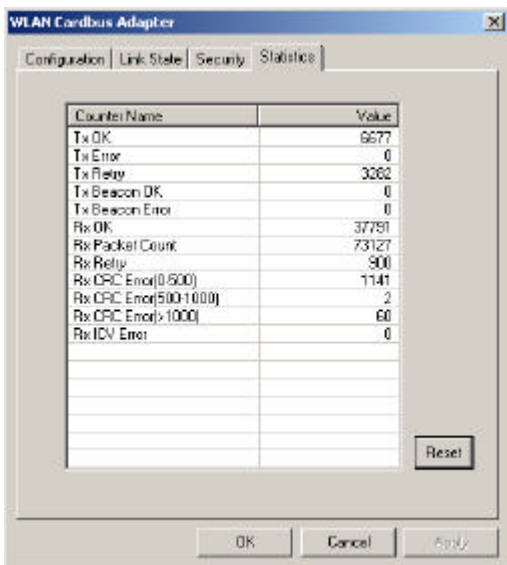 WLAN Cardbus Adapter
Configuration Link State Security Statistics
Counter Name Value
Tx OK 6677
Tx Error 0
Tx Retry 3282
Tx Beacon OK 0
Tx Beacon Error 0
Rx OK 37791
Rx Packet Count 73127
Rx Retry 900
Rx CRC Error(0-500) 1141
Rx CRC Error(500-1000) 2
Rx CRC Error(>1000) 60
Rx ICV Error 0
Reset
OK Cancel Apply